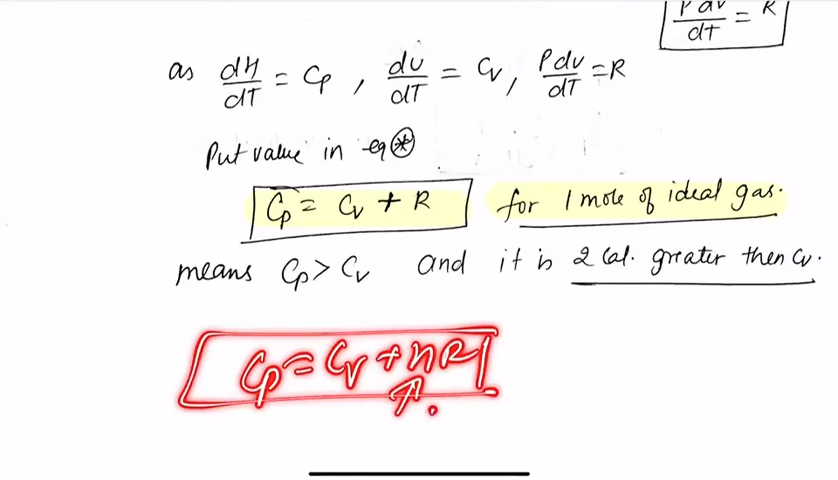 P dv/dT = R
as dH/dT = Cp , du/dT = Cv, Pdv/dT = R
Put value in eq ⊛
Cp = Cv + R for 1 mole of ideal gas.
means Cp > Cv and it is 2 Cal. greater then Cv.
Cp = Cv + nR